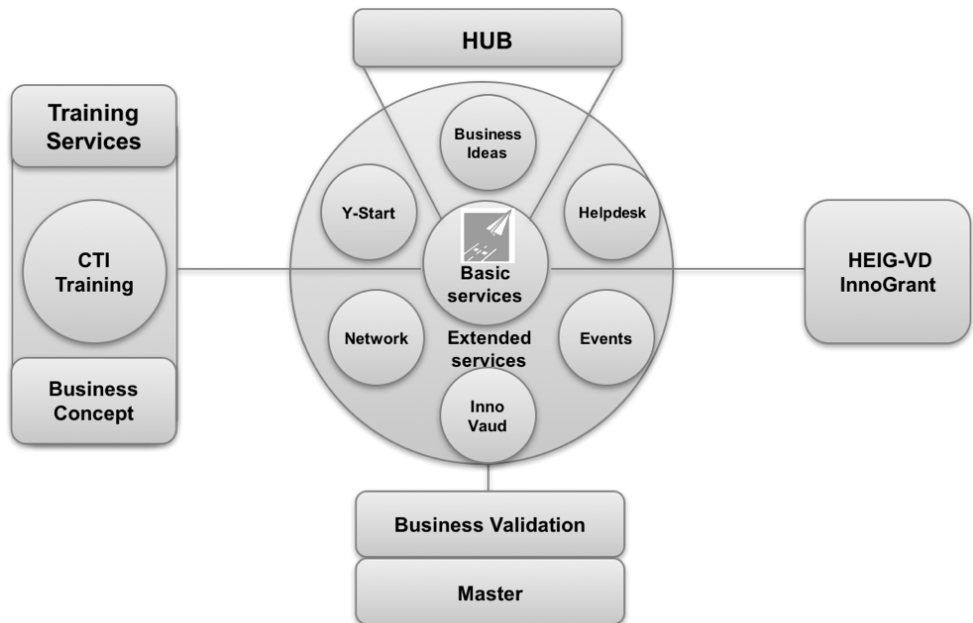 HUB
Training
Services
Business
Ideas
Y-Start
Helpdesk
CTI
Training
Basic
services
HEIG-VD
InnoGrant
Network
Extended
services
Events
Business
Concept
Inno
Vaud
Business Validation
Master